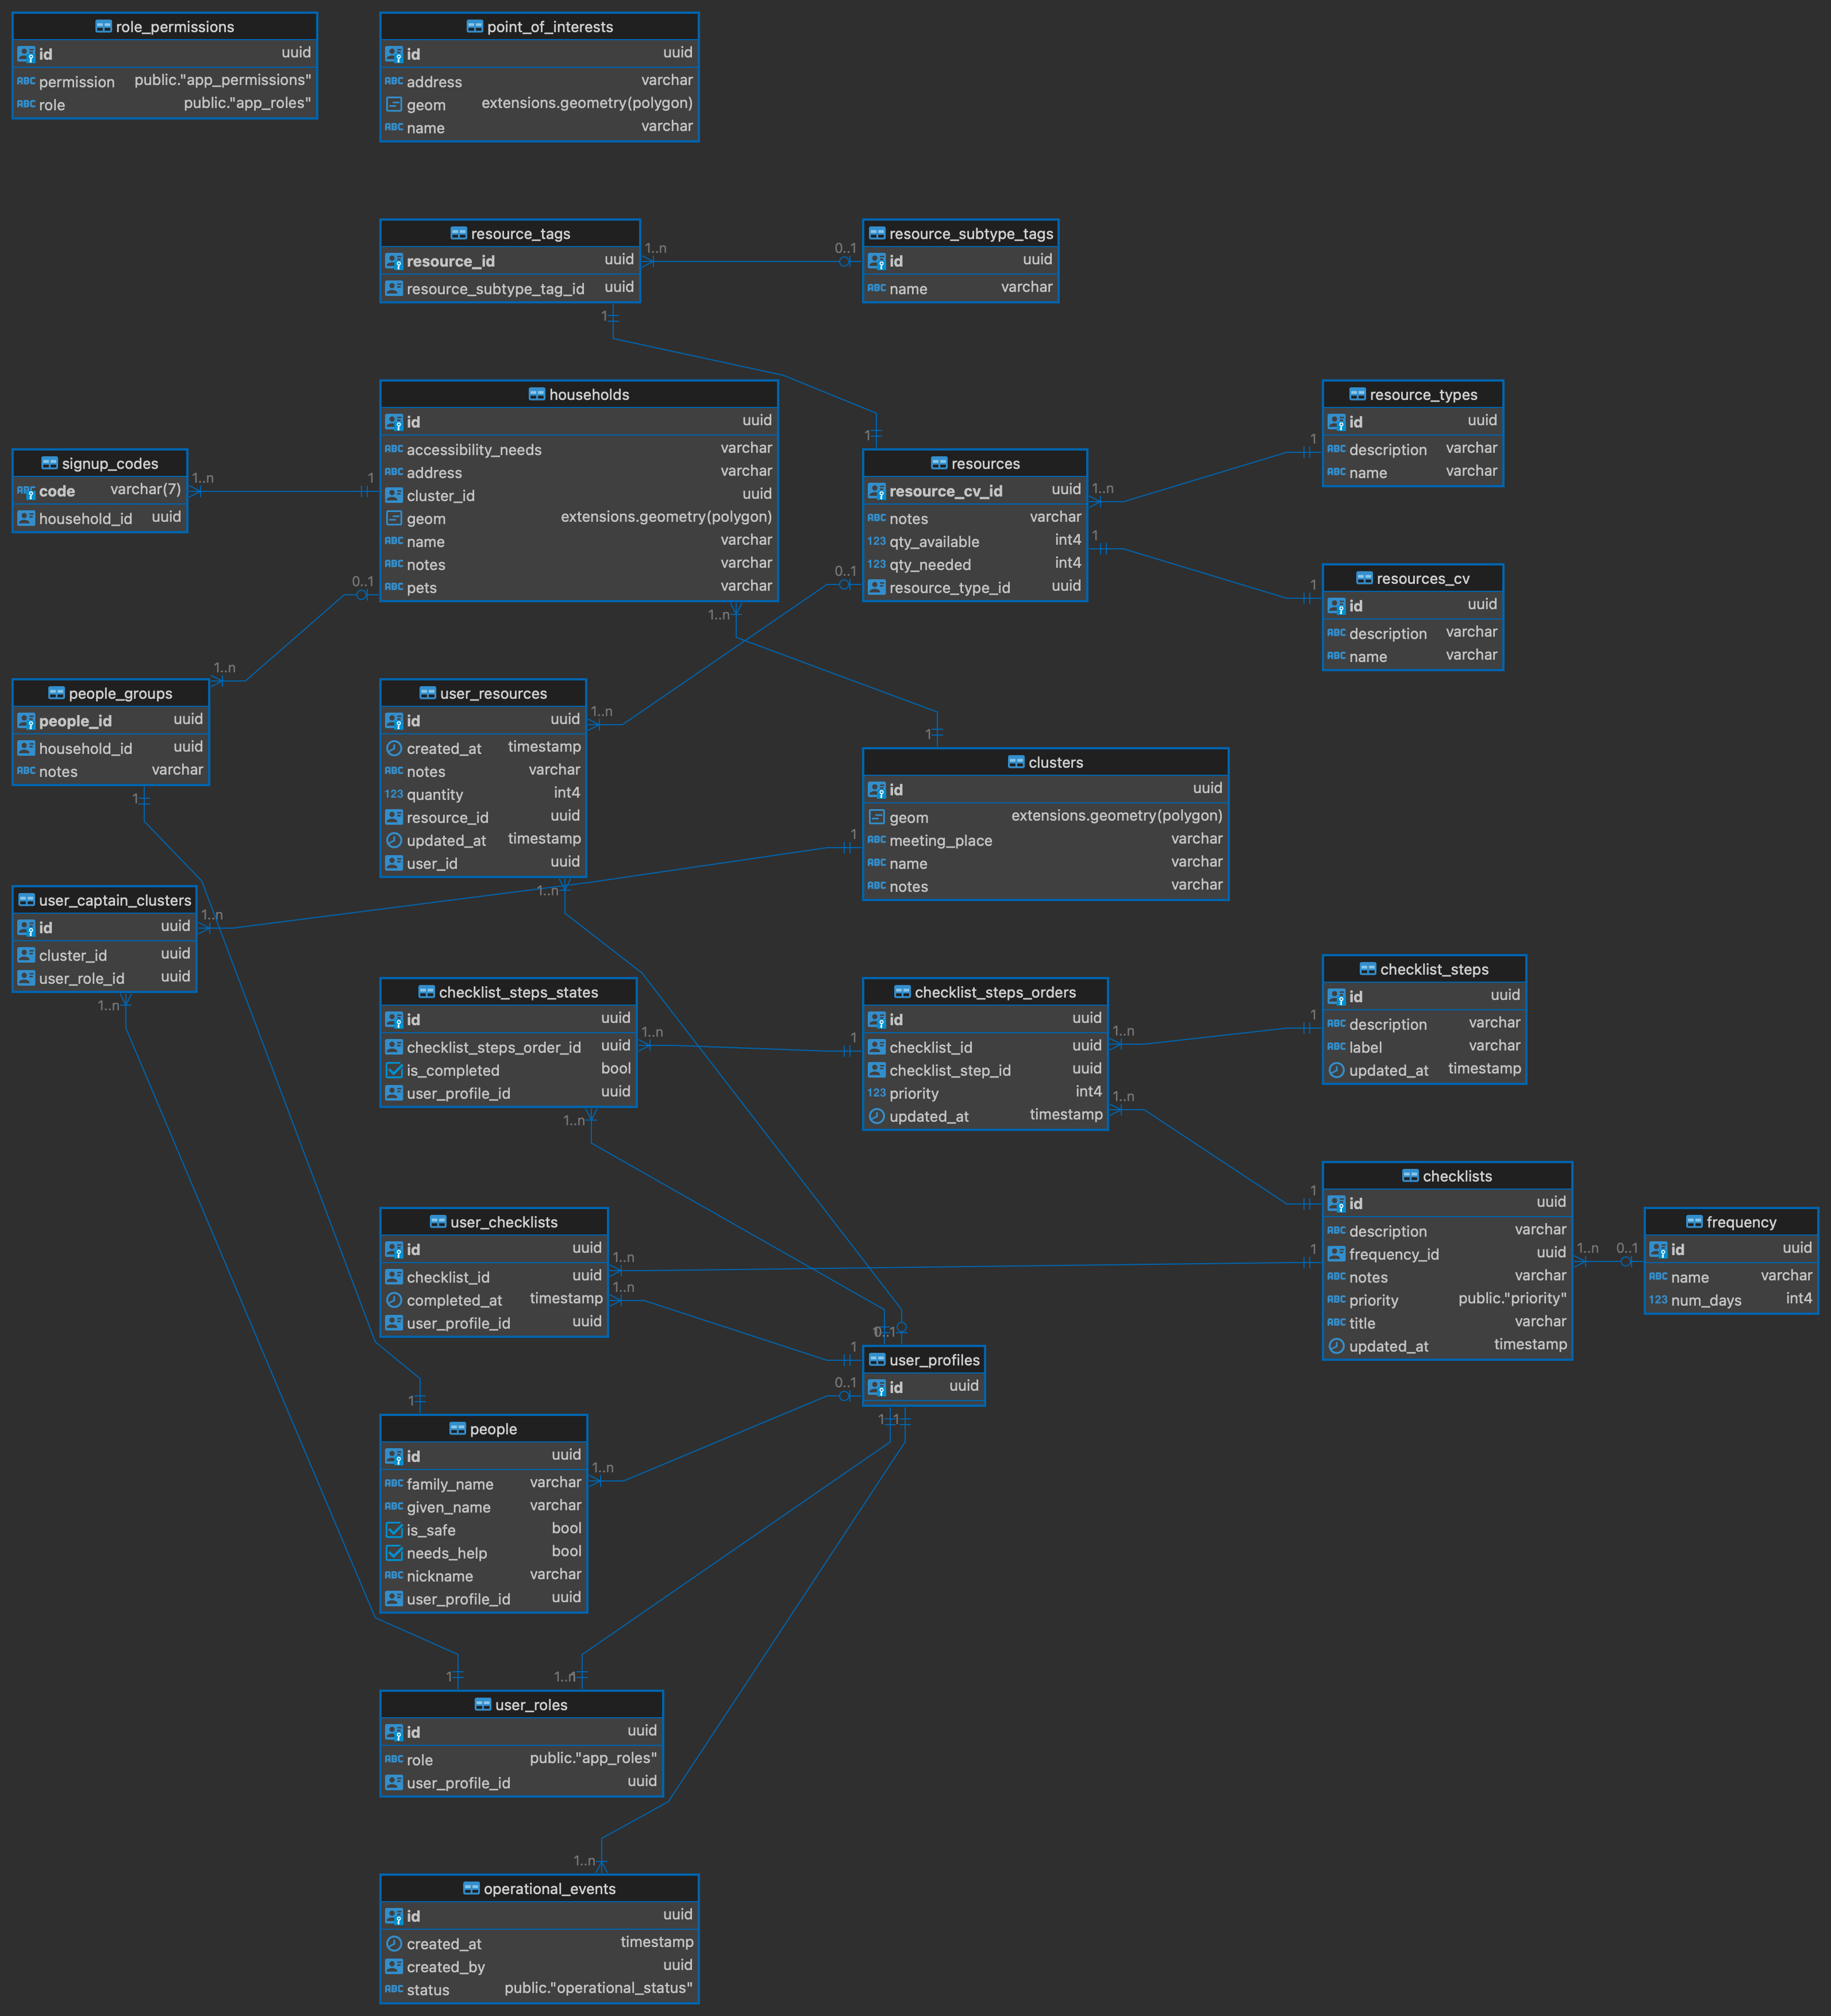 role_permissions
id uuid
permission public."app_permissions"
role public."app_roles"
point_of_interests
id uuid
address varchar
geom extensions.geometry(polygon)
name varchar
resource_tags
resource_id uuid
resource_subtype_tag_id uuid
1..n
0..1
resource_subtype_tags
id uuid
name varchar
1
households
id uuid
accessibility_needs varchar
address varchar
cluster_id uuid
geom extensions.geometry(polygon)
name varchar
notes varchar
pets varchar
resource_types
id uuid
description varchar
name varchar
signup_codes
code varchar(7)
household_id uuid
1..n
1
1
resources
resource_cv_id uuid
notes varchar
qty_available int4
qty_needed int4
resource_type_id uuid
1..n
1
1
1
resources_cv
id uuid
description varchar
name varchar
0..1
0..1
1..n
1..n
people_groups
people_id uuid
household_id uuid
notes varchar
user_resources
id uuid
created_at timestamp
notes varchar
quantity int4
resource_id uuid
updated_at timestamp
user_id uuid
1..n
1
clusters
id uuid
geom extensions.geometry(polygon)
meeting_place varchar
name varchar
notes varchar
1
1
1..n
user_captain_clusters
id uuid
cluster_id uuid
user_role_id uuid
1..n
1..n
checklist_steps_states
id uuid
checklist_steps_order_id uuid
is_completed bool
user_profile_id uuid
1..n
1
checklist_steps_orders
id uuid
checklist_id uuid
checklist_step_id uuid
priority int4
updated_at timestamp
1..n
1
checklist_steps
id uuid
description varchar
label varchar
updated_at timestamp
1..n
1..n
1
checklists
id uuid
description varchar
frequency_id uuid
notes varchar
priority public."priority"
title varchar
updated_at timestamp
1..n
0..1
frequency
id uuid
name varchar
num_days int4
user_checklists
id uuid
checklist_id uuid
completed_at timestamp
user_profile_id uuid
1..n
1
1..n
1
1
0..1
user_profiles
id uuid
0..1
1
1
1
people
id uuid
family_name varchar
given_name varchar
is_safe bool
needs_help bool
nickname varchar
user_profile_id uuid
1..n
1
1..n
user_roles
id uuid
role public."app_roles"
user_profile_id uuid
1..n
operational_events
id uuid
created_at timestamp
created_by uuid
status public."operational_status"